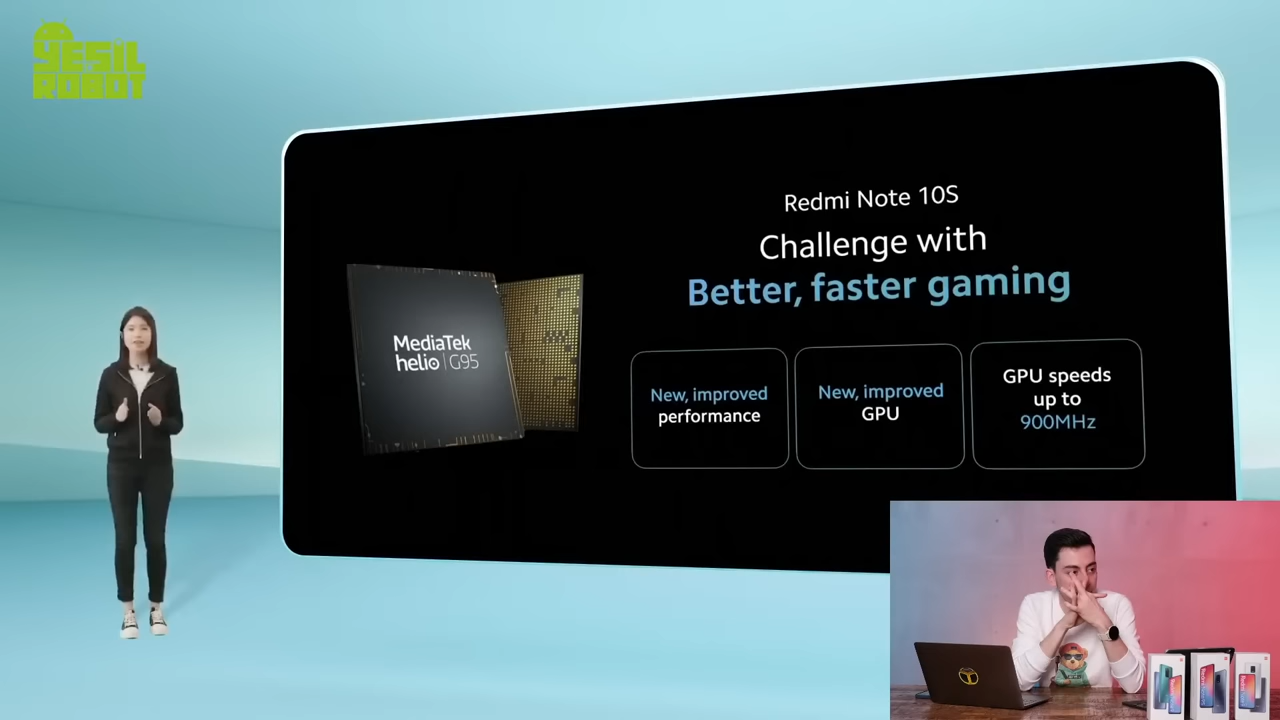 YESIL
ROBOT
Redmi Note 10S
Challenge with
Better, faster gaming
MediaTek
helio G95
New, improved
performance
New, improved
GPU
GPU speeds
up to
900MHz